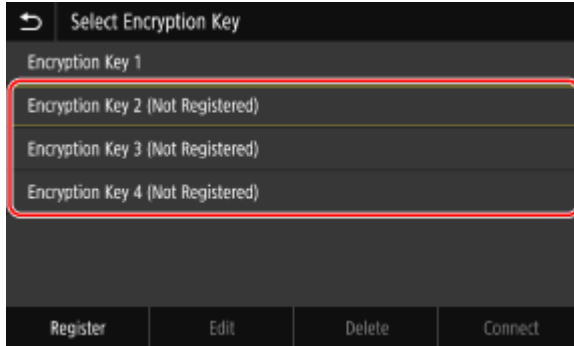 Select Encryption Key
Encryption Key 1
Encryption Key 2 (Not Registered)
Encryption Key 3 (Not Registered)
Encryption Key 4 (Not Registered)
Register Edit Delete Connect